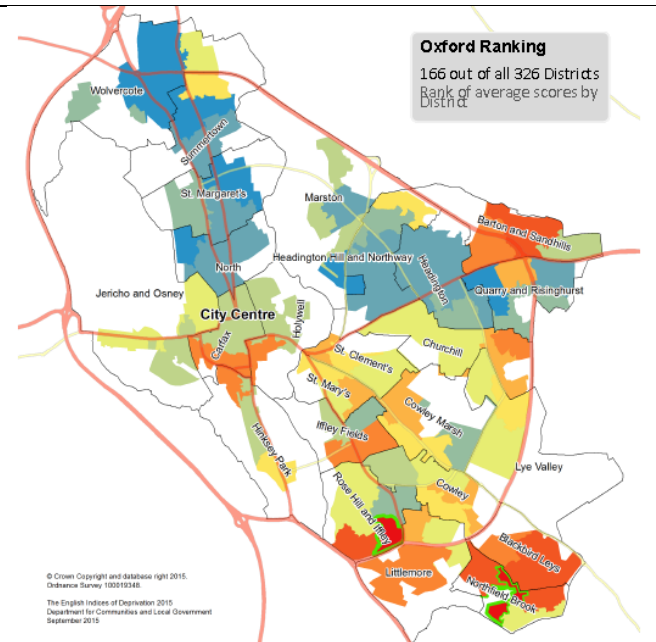 Oxford Ranking
166 out of all 326 Districts
Rank of average scores by
District
Wolvercote
Summertown
St. Margaret's
Marston
Barton and Sandhills
North
Headington Hill and Northway
Headington
Quarry and Risinghurst
Jericho and Osney
City Centre
Holywell
Carfax
Churchill
St. Clement's
St. Mary's
Cowley Marsh
Iffley Fields
Hinksey Park
Lye Valley
Rose Hill and Iffley
Cowley
Blackbird Leys
Littlemore
Northfield Brook
© Crown Copyright and database right 2015.
Ordnance Survey 100019348.
The English Indices of Deprivation 2015
Department for Communities and Local Government
September 2015